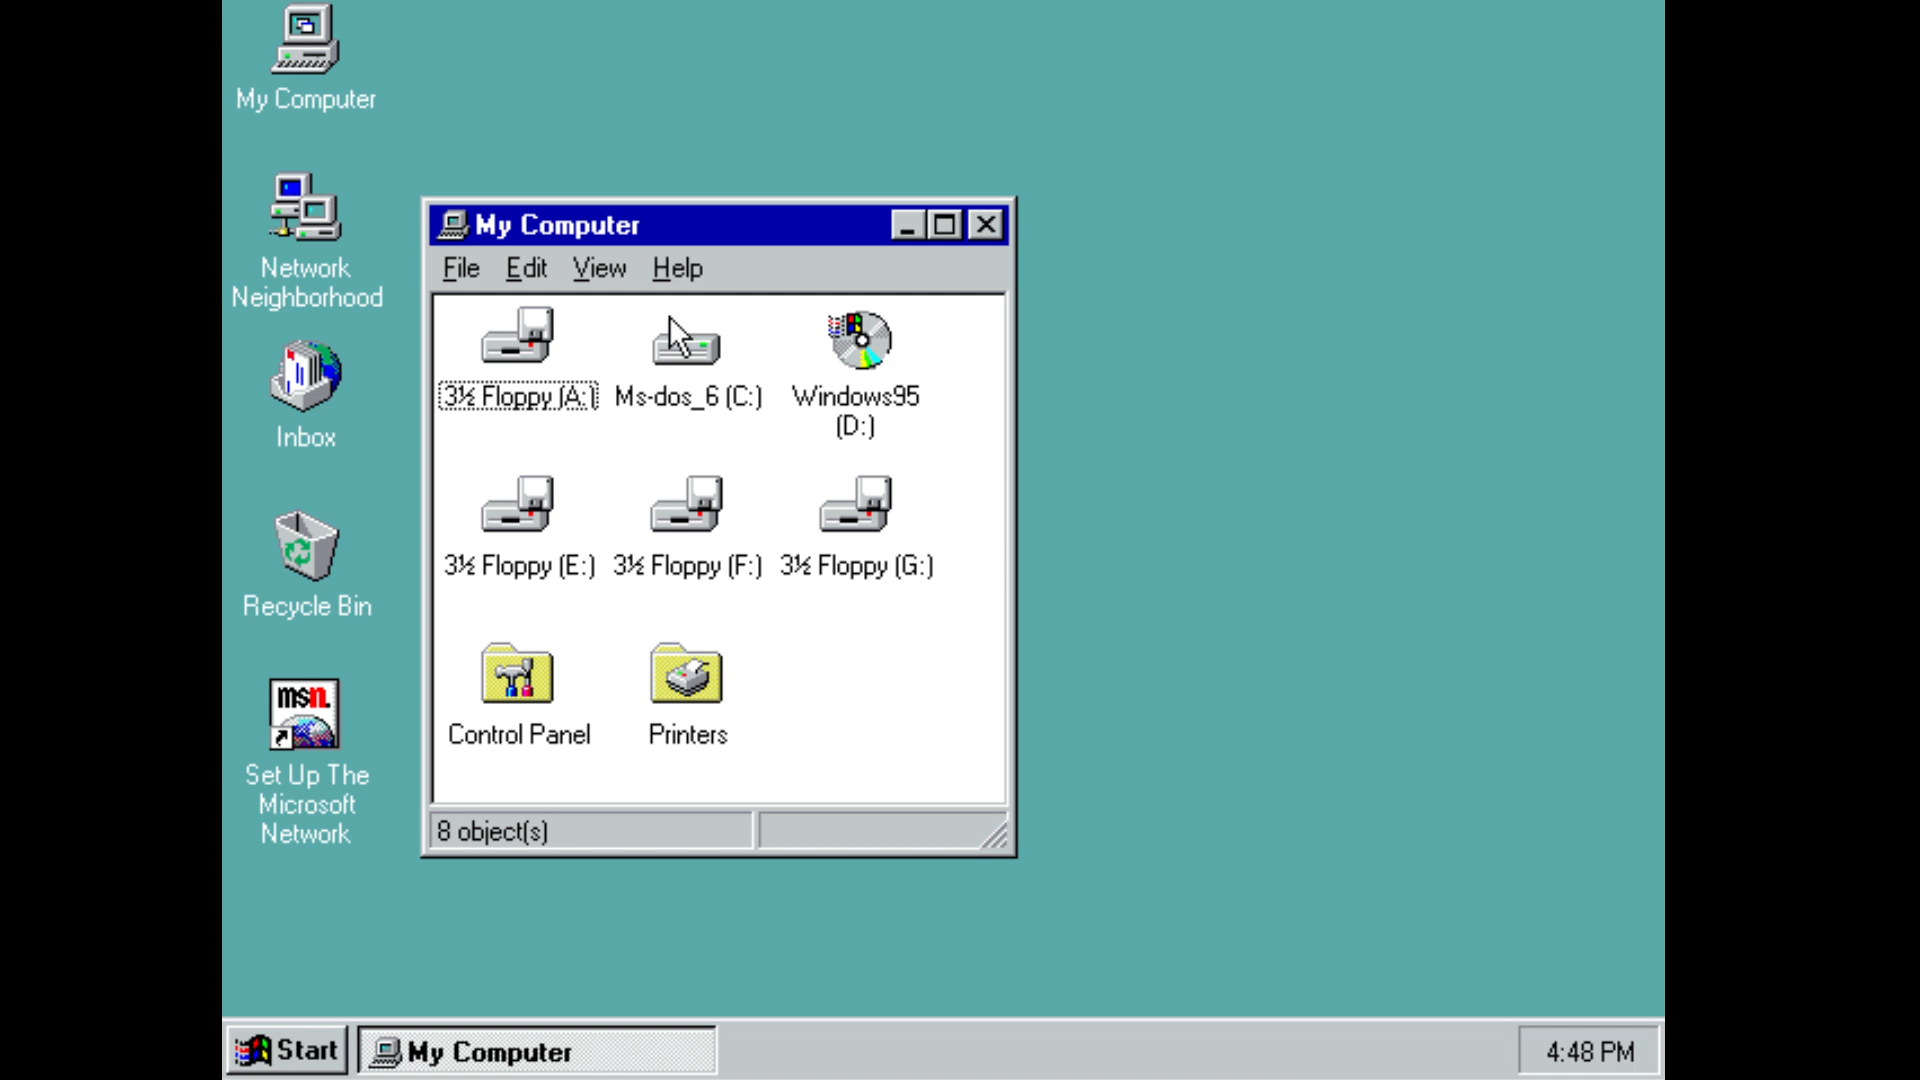 My Computer
Network
Neighborhood
Inbox
Recycle Bin
msn.
Set Up The
Microsoft
Network
My Computer
File Edit View Help
3½ Floppy (A:) Ms-dos_6 (C:) Windows95
(D:)
3½ Floppy (E:) 3½ Floppy (F:) 3½ Floppy (G:)
Control Panel Printers
8 object(s)
Start My Computer 4:48 PM